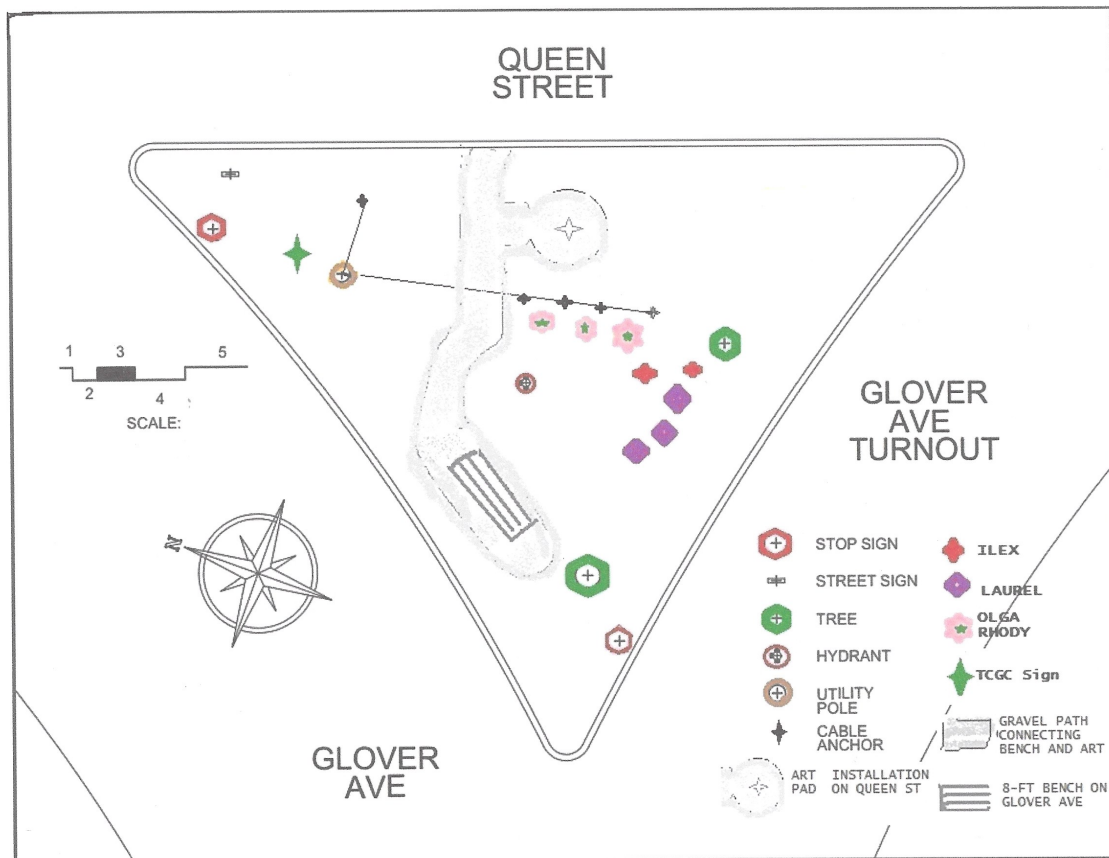 QUEEN
STREET
1 3 5
2 4
SCALE:
N
GLOVER
AVE
TURNOUT
GLOVER
AVE
STOP SIGN
STREET SIGN
TREE
HYDRANT
UTILITY
POLE
CABLE
ANCHOR
ART INSTALLATION
PAD ON QUEEN ST
ILEX
LAUREL
OLGA
RHODY
TCGC Sign
GRAVEL PATH
CONNECTING
BENCH AND ART
8-FT BENCH ON
GLOVER AVE